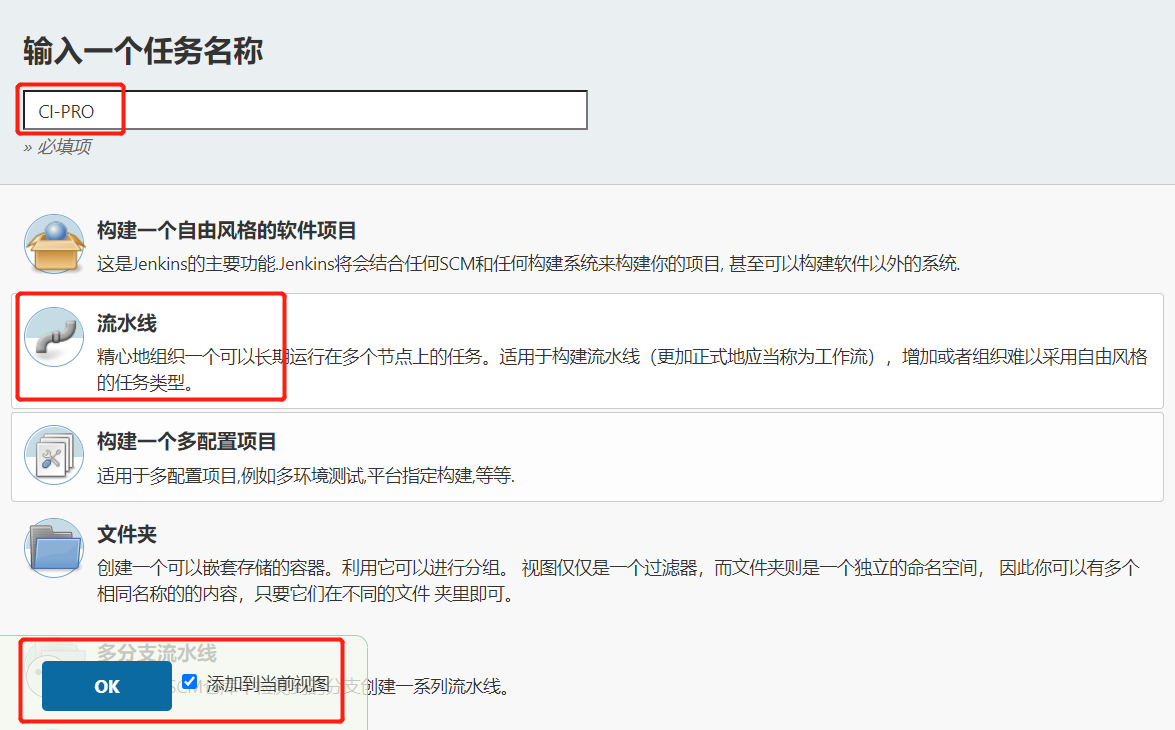 输入一个任务名称
CI-PRO
» 必填项
构建一个自由风格的软件项目
这是Jenkins的主要功能.Jenkins将会结合任何SCM和任何构建系统来构建你的项目, 甚至可以构建软件以外的系统.
流水线
精心地组织一个可以长期运行在多个节点上的任务。适用于构建流水线（更加正式地应当称为工作流），增加或者组织难以采用自由风格
的任务类型。
构建一个多配置项目
适用于多配置项目,例如多环境测试,平台指定构建,等等.
文件夹
创建一个可以嵌套存储的容器。利用它可以进行分组。 视图仅仅是一个过滤器，而文件夹则是一个独立的命名空间， 因此你可以有多个
相同名称的的内容，只要它们在不同的文件 夹里即可。
多分支流水线
OK 添加到当前视图
分支创建一系列流水线。